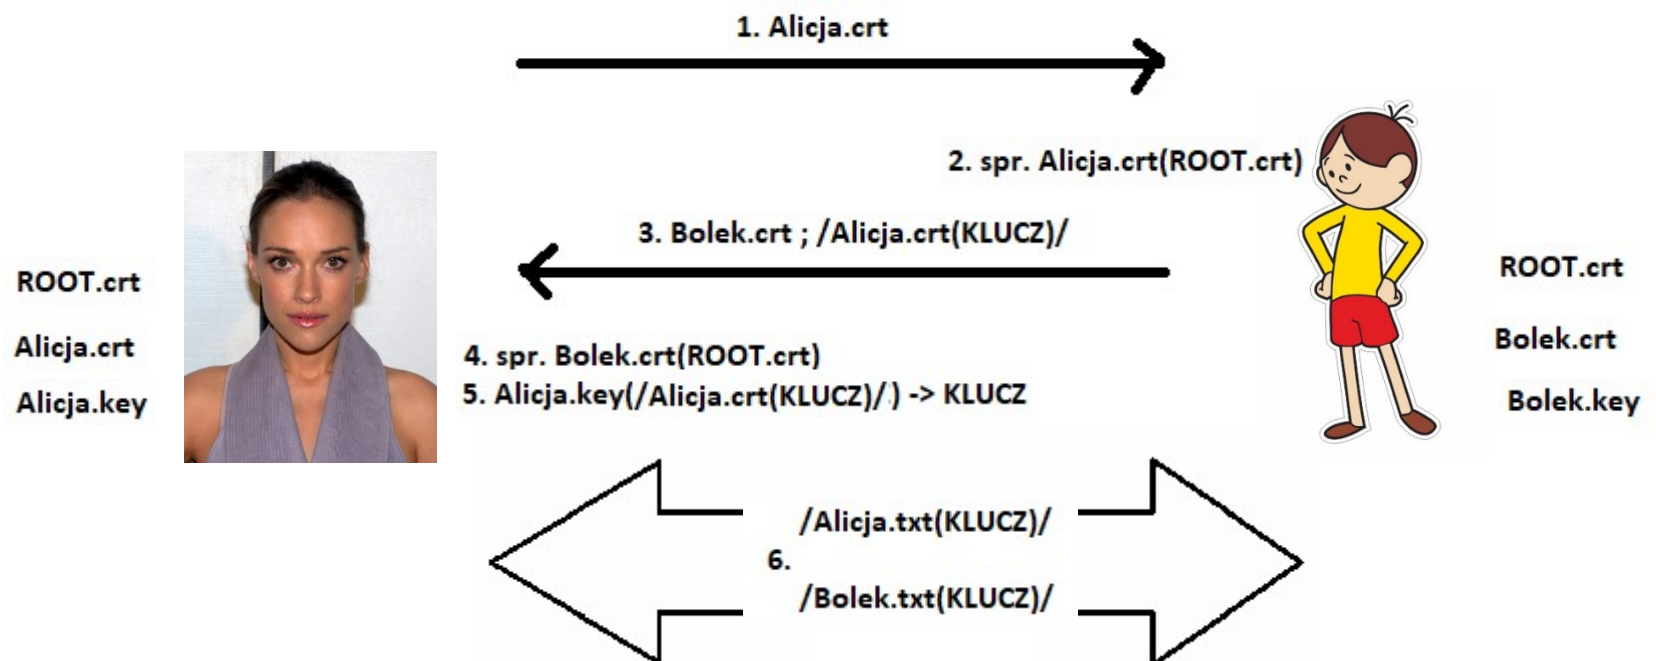 1. Alicja.crt
2. spr. Alicja.crt(ROOT.crt)
3. Bolek.crt ; /Alicja.crt(KLUCZ)/
ROOT.crt
Alicja.crt
Alicja.key
ROOT.crt
Bolek.crt
Bolek.key
4. spr. Bolek.crt(ROOT.crt)
5. Alicja.key(/Alicja.crt(KLUCZ)/.) -> KLUCZ
/Alicja.txt(KLUCZ)/
6.
/Bolek.txt(KLUCZ)/